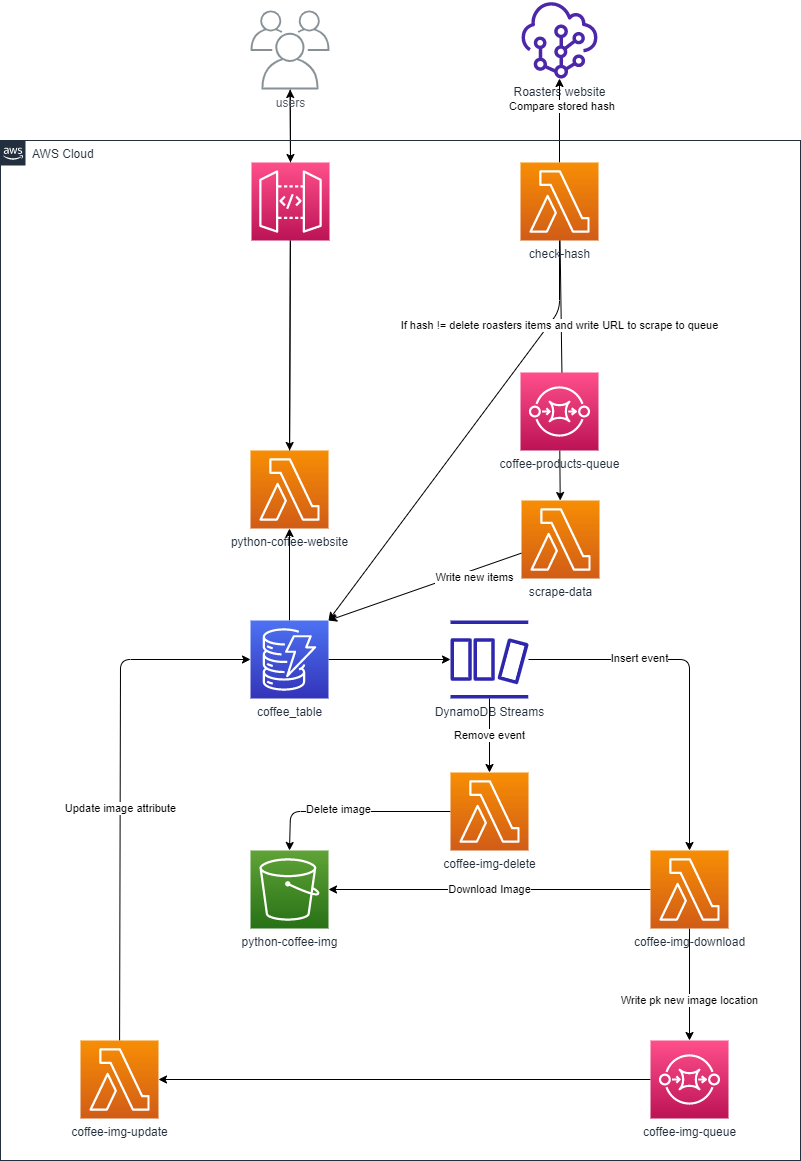 users
Roasters website
Compare stored hash
aws
AWS Cloud
</>
check-hash
If hash != delete roasters items and write URL to scrape to queue
coffee-products-queue
python-coffee-website
Write new items
scrape-data
Insert event
coffee_table
DynamoDB Streams
Remove event
Update image attribute
Delete image
coffee-img-delete
Download Image
python-coffee-img
coffee-img-download
Write pk new image location
coffee-img-update
coffee-img-queue